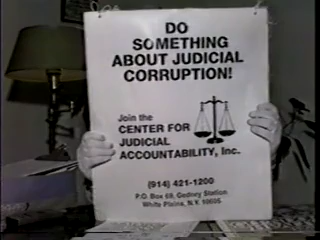 DO
SOMETHING
ABOUT JUDICIAL
CORRUPTION!
Join the
CENTER FOR
JUDICIAL
ACCOUNTABILITY, Inc.
(914) 421-1200
P.O. Box 69, Gedney Station
White Plains, N.Y. 10605